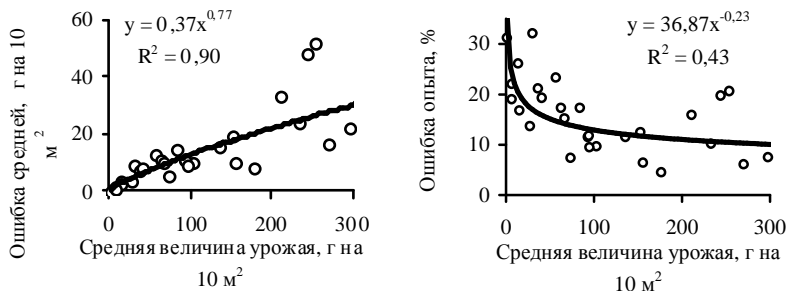 Ошибка средней, г на 10
м²
60
40
20
0
y = 0,37x^0,77
R² = 0,90
0 100 200 300
Средняя величина урожая, г на
10 м²
Ошибка опыта, %
30
20
10
0
y = 36,87x^-0,23
R² = 0,43
0 100 200 300
Средняя величина урожая, г на
10 м²